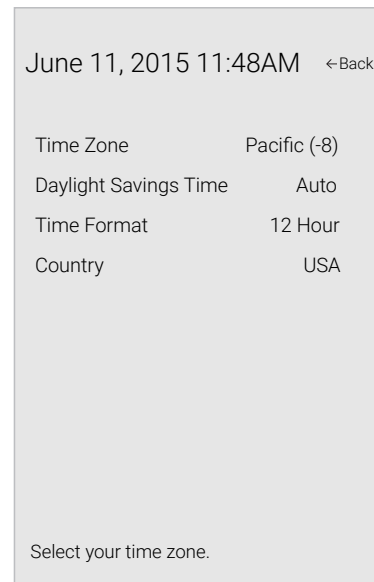 June 11, 2015 11:48AM ←Back
Time Zone Pacific (-8)
Daylight Savings Time Auto
Time Format 12 Hour
Country USA
Select your time zone.